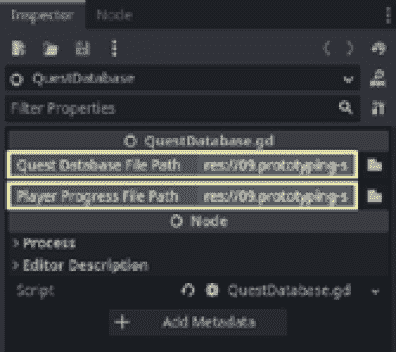 Inspector Node
QuestDatabase
Filter Properties
QuestDatabase.gd
Quest Database File Path res://09.prototyping-s
Player Progress File Path res://09.prototyping-s
Node
> Process
> Editor Description
Script QuestDatabase.gd
+ Add Metadata